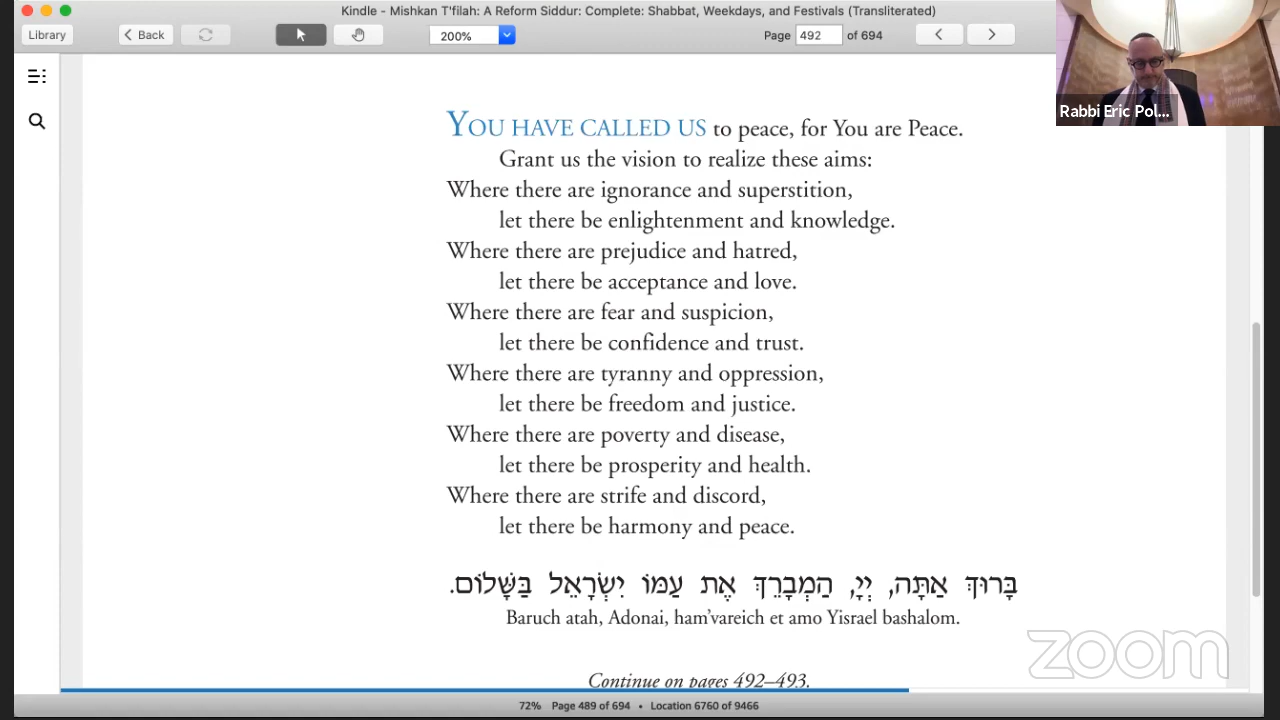 Kindle - Mishkan T'filah: A Reform Siddur: Complete: Shabbat, Weekdays, and Festivals (Transliterated)
Library
Back
200%
Page 492 of 694
Rabbi Eric Pol...
YOU HAVE CALLED US to peace, for You are Peace.
Grant us the vision to realize these aims:
Where there are ignorance and superstition,
let there be enlightenment and knowledge.
Where there are prejudice and hatred,
let there be acceptance and love.
Where there are fear and suspicion,
let there be confidence and trust.
Where there are tyranny and oppression,
let there be freedom and justice.
Where there are poverty and disease,
let there be prosperity and health.
Where there are strife and discord,
let there be harmony and peace.
בָּרוּךְ אַתָּה, יְיָ, הַמְבָרֵךְ אֶת עַמּוֹ יִשְׂרָאֵל בַּשָּׁלוֹם.
Baruch atah, Adonai, ham'vareich et amo Yisrael bashalom.
zoom
Continue on pages 492–493.
72% Page 489 of 694 • Location 6760 of 9466